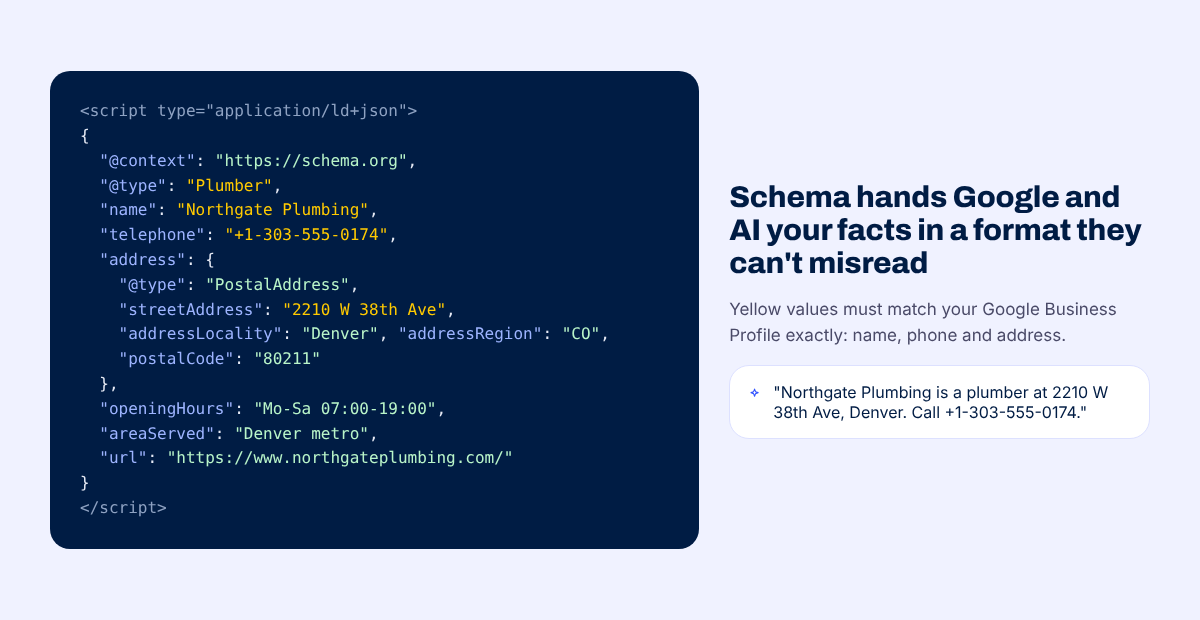 <script type="application/ld+json">
{
  "@context": "https://schema.org",
  "@type": "Plumber",
  "name": "Northgate Plumbing",
  "telephone": "+1-303-555-0174",
  "address": {
    "@type": "PostalAddress",
    "streetAddress": "2210 W 38th Ave",
    "addressLocality": "Denver", "addressRegion": "CO",
    "postalCode": "80211"
  },
  "openingHours": "Mo-Sa 07:00-19:00",
  "areaServed": "Denver metro",
  "url": "https://www.northgateplumbing.com/"
}
</script>
Schema hands Google and
AI your facts in a format they
can't misread
Yellow values must match your Google Business
Profile exactly: name, phone and address.
"Northgate Plumbing is a plumber at 2210 W
38th Ave, Denver. Call +1-303-555-0174."